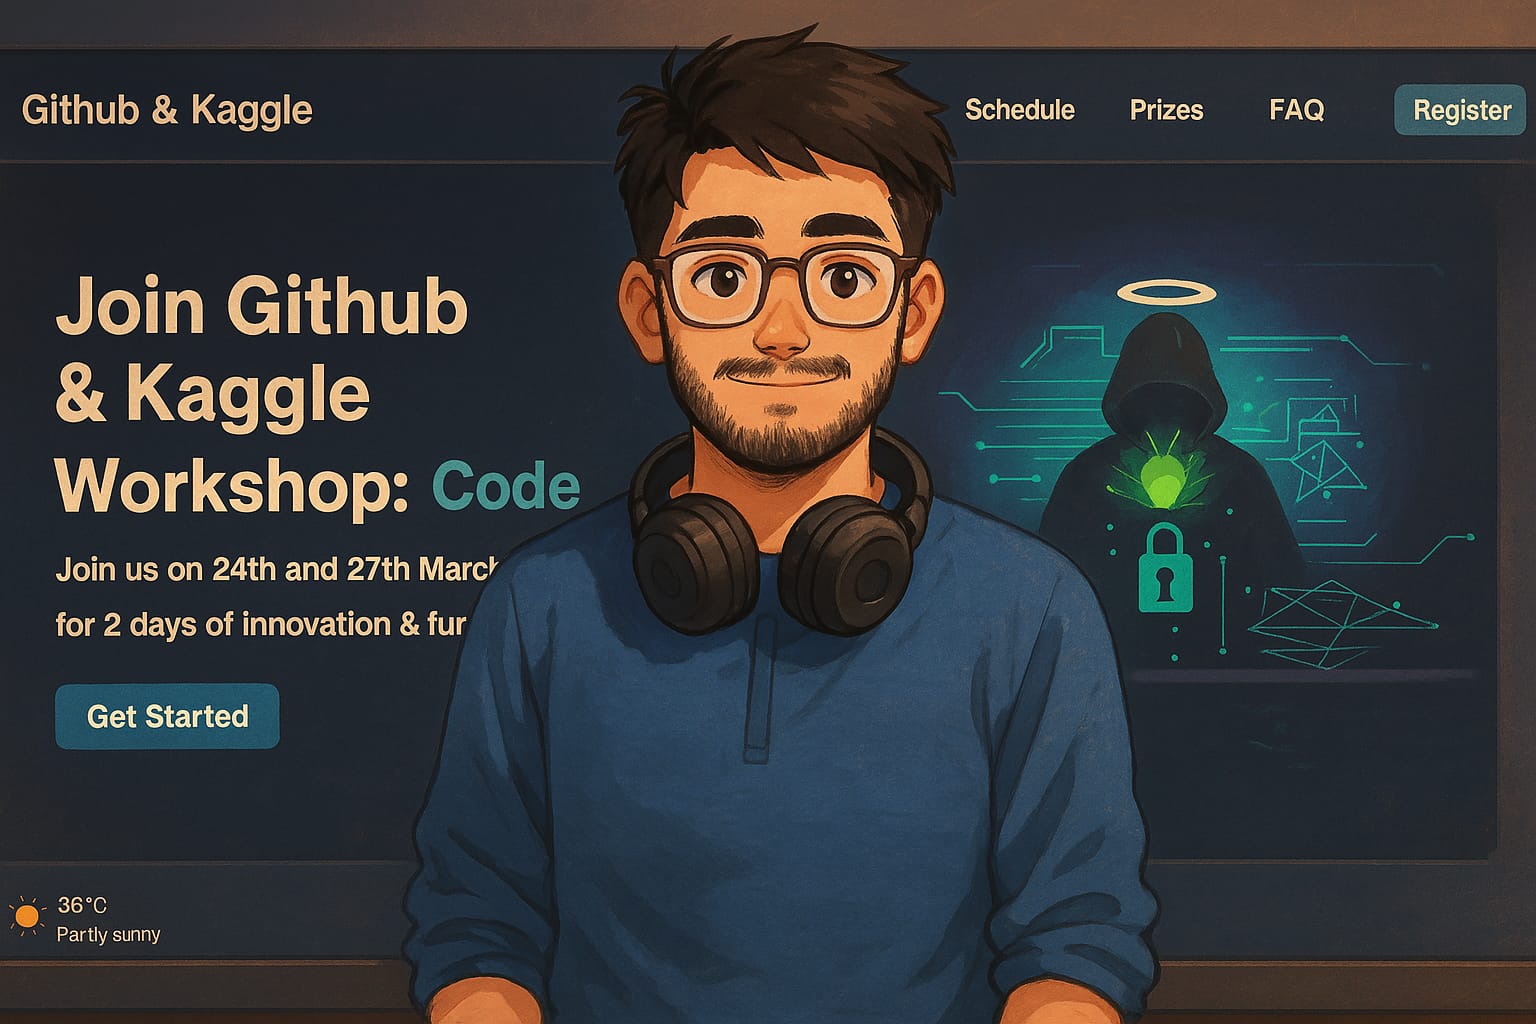 Github & Kaggle
Schedule
Prizes
FAQ
Register
Join Github
& Kaggle
Workshop: Code
Join us on 24th and 27th March
for 2 days of innovation & fur
Get Started
36°C
Partly sunny